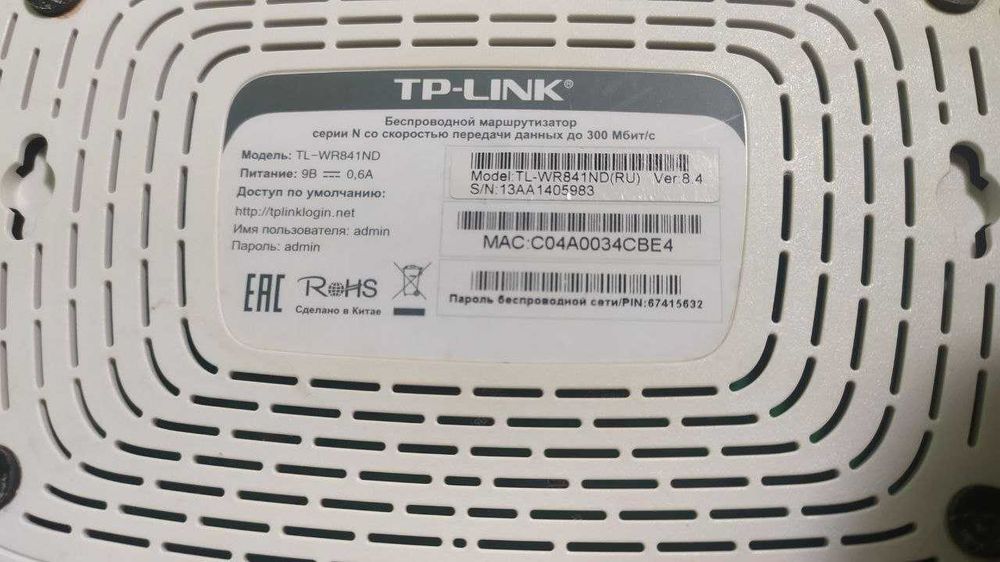 TP-LINK®
Беспроводной маршрутизатор
серии N со скоростью передачи данных до 300 Мбит/с
Модель: TL-WR841ND
Питание: 9В ⎓ 0,6А
Доступ по умолчанию:
http://tplinklogin.net
Имя пользователя: admin
Пароль: admin
EAC RoHS
Сделано в Китае
Model:TL-WR841ND(RU) Ver:8.4
S/N:13AA1405983
MAC:C04A0034CBE4
Пароль беспроводной сети/PIN:67415632